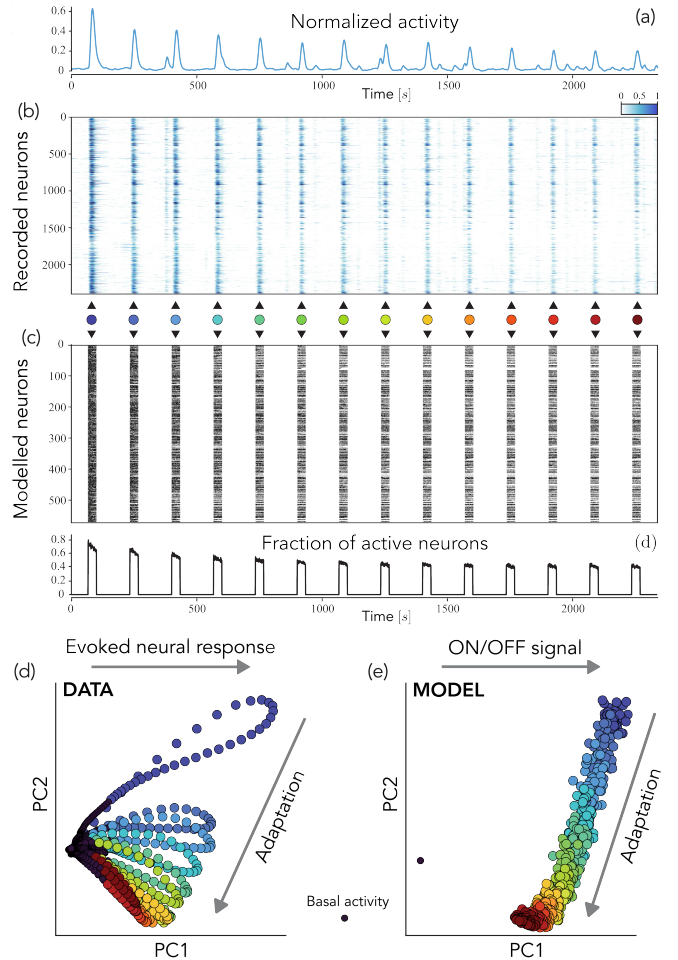 Normalized activity
(a)
0.6
0.4
0.2
0
0
500
1000
1500
2000
Time [s]
(b)
0 0.5 1
Recorded neurons
0
500
1000
1500
2000
(c)
Modelled neurons
0
100
200
300
400
500
Fraction of active neurons
(d)
0.8
0.6
0.4
0.2
0
0
500
1000
1500
2000
Time [s]
Evoked neural response
(d)
DATA
PC2
PC1
Adaptation
Basal activity
ON/OFF signal
(e)
MODEL
PC2
PC1
Adaptation